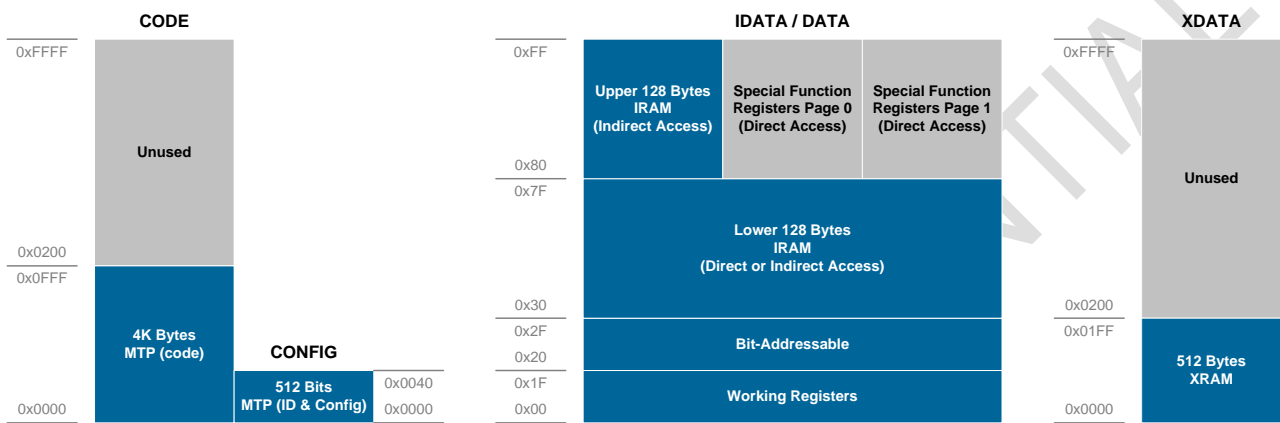 CODE
IDATA / DATA
XDATA
0xFFFF
Unused
0x0200
0x0FFF
4K Bytes
MTP (code)
0x0000
CONFIG
512 Bits
MTP (ID & Config)
0x0040
0x0000
0xFF
Upper 128 Bytes
IRAM
(Indirect Access)
Special Function
Registers Page 0
(Direct Access)
Special Function
Registers Page 1
(Direct Access)
0x80
0x7F
Lower 128 Bytes
IRAM
(Direct or Indirect Access)
0x30
0x2F
Bit-Addressable
0x20
0x1F
Working Registers
0x00
0xFFFF
Unused
0x0200
0x01FF
512 Bytes
XRAM
0x0000